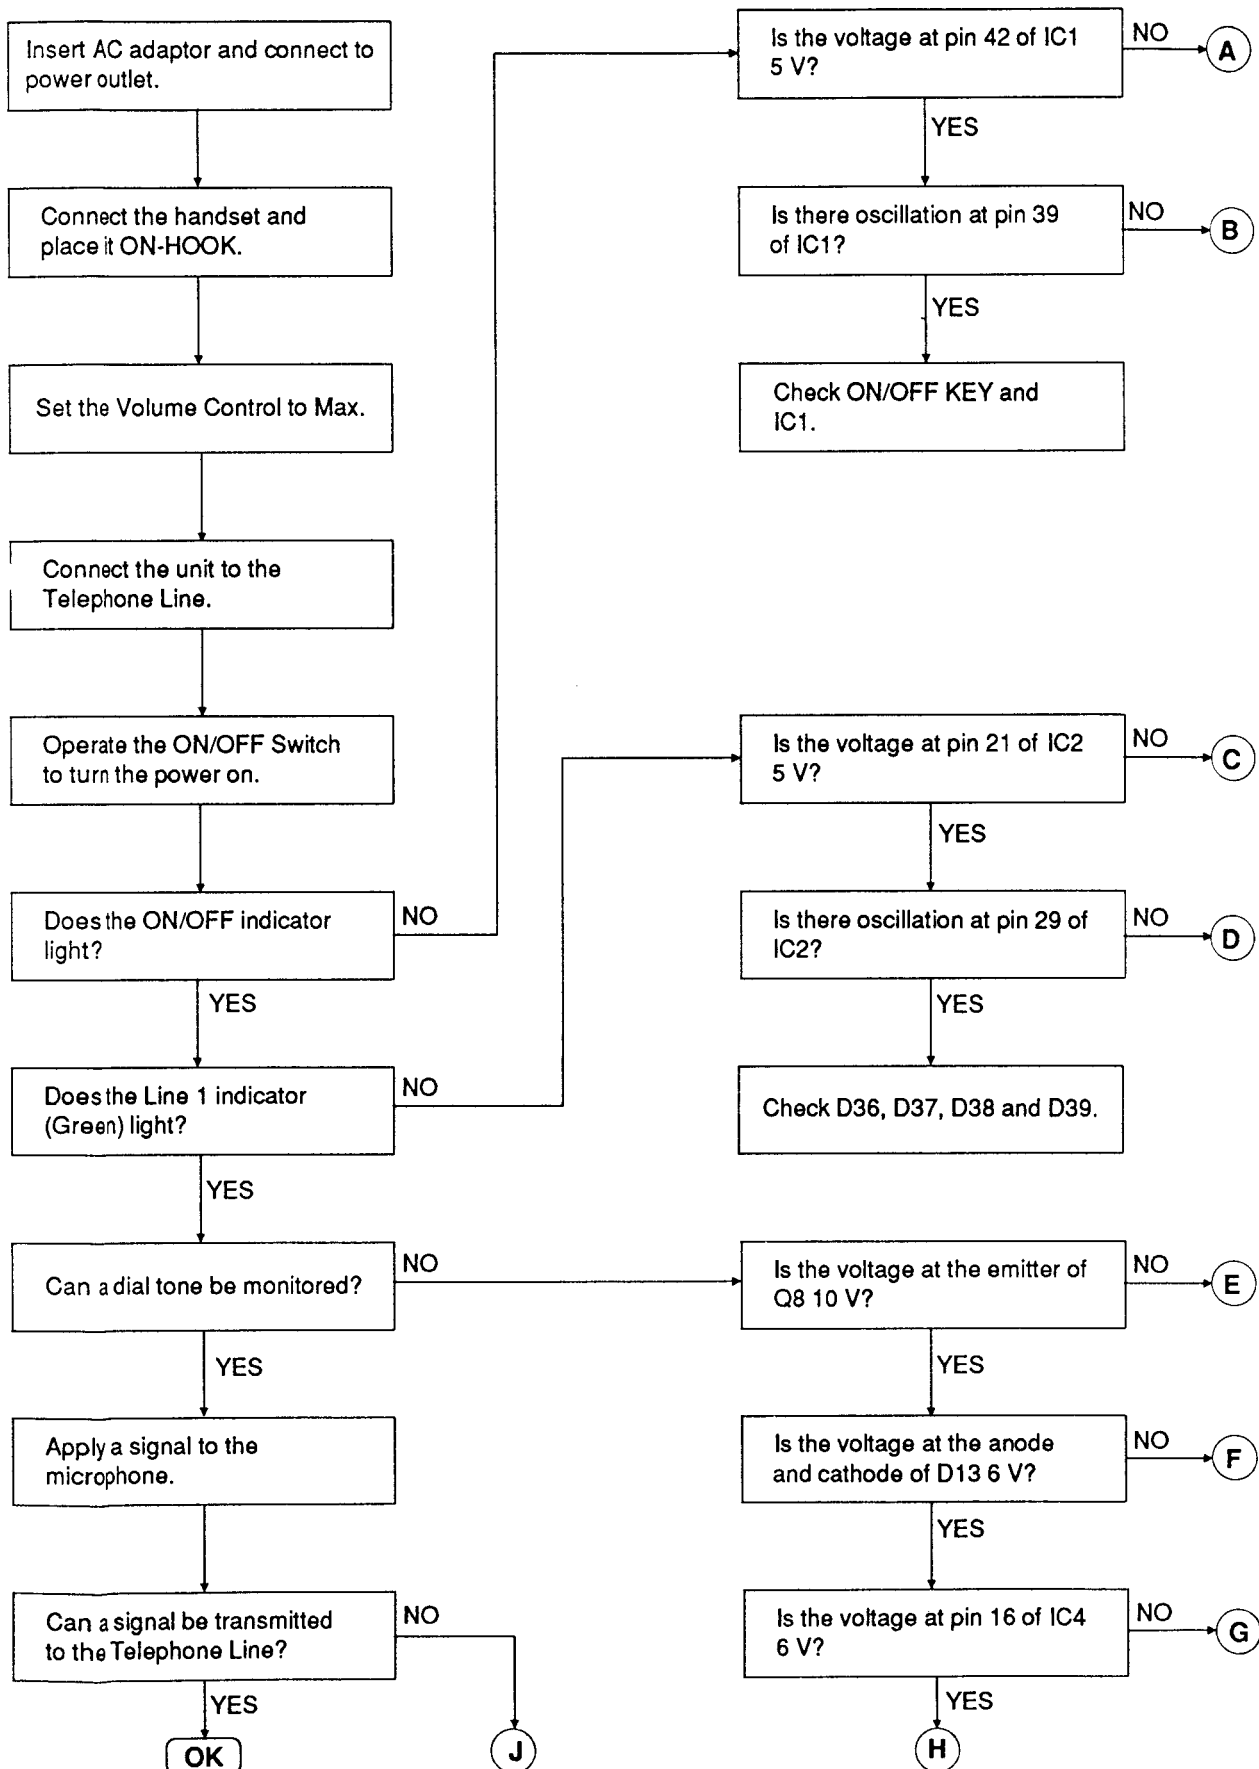 Insert AC adaptor and connect to
power outlet.
Connect the handset and
place it ON-HOOK.
Set the Volume Control to Max.
Connect the unit to the
Telephone Line.
Operate the ON/OFF Switch
to turn the power on.
Does the ON/OFF indicator
light?
NO
YES
Does the Line 1 indicator
(Green) light?
NO
YES
Can a dial tone be monitored?
NO
YES
Apply a signal to the
microphone.
Can a signal be transmitted
to the Telephone Line?
NO
YES
OK
J
Is the voltage at pin 42 of IC1
5 V?
NO
A
YES
Is there oscillation at pin 39
of IC1?
NO
B
YES
Check ON/OFF KEY and
IC1.
Is the voltage at pin 21 of IC2
5 V?
NO
C
YES
Is there oscillation at pin 29 of
IC2?
NO
D
YES
Check D36, D37, D38 and D39.
Is the voltage at the emitter of
Q8 10 V?
NO
E
YES
Is the voltage at the anode
and cathode of D13 6 V?
NO
F
YES
Is the voltage at pin 16 of IC4
6 V?
NO
G
YES
H